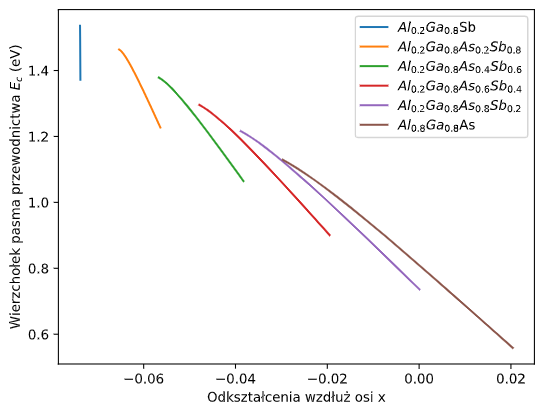 Al₀.₂Ga₀.₈Sb
Al₀.₂Ga₀.₈As₀.₂Sb₀.₈
Al₀.₂Ga₀.₈As₀.₄Sb₀.₆
Al₀.₂Ga₀.₈As₀.₆Sb₀.₄
Al₀.₂Ga₀.₈As₀.₈Sb₀.₂
Al₀.₈Ga₀.₈As
Wierzchołek pasma przewodnictwa E_c (eV)
1.4
1.2
1.0
0.8
0.6
−0.06 −0.04 −0.02 0.00 0.02
Odkształcenia wzdłuż osi x